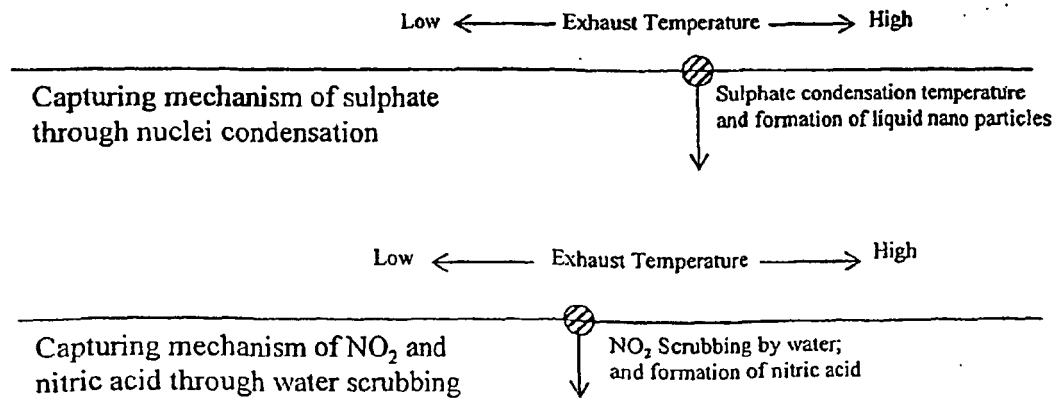 Low Exhaust Temperature High
Capturing mechanism of sulphate
through nuclei condensation
Sulphate condensation temperature
and formation of liquid nano particles
Low Exhaust Temperature High
Capturing mechanism of NO₂ and
nitric acid through water scrubbing
NO₂ Scrubbing by water;
and formation of nitric acid